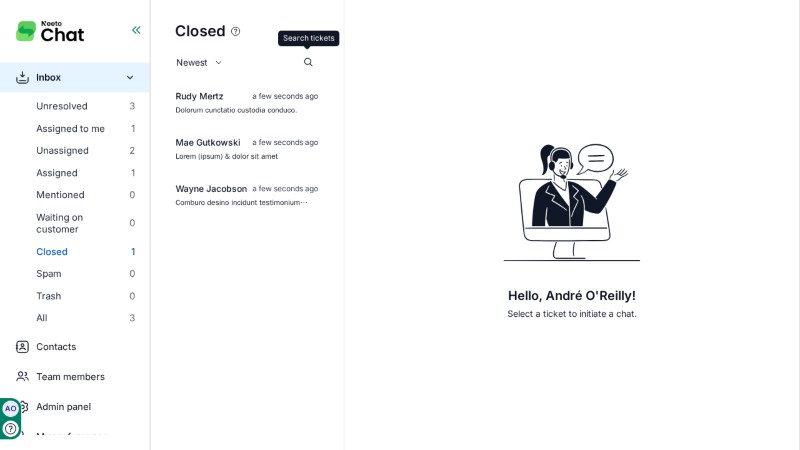 Neeto
Chat
Inbox
Unresolved 3
Assigned to me 1
Unassigned 2
Assigned 1
Mentioned 0
Waiting on
customer 0
Closed 1
Spam 0
Trash 0
All 3
Contacts
Team members
Admin panel
AO
Closed
Search tickets
Newest
Rudy Mertz a few seconds ago
Dolorum cunctatio custodia conduco.
Mae Gutkowski a few seconds ago
Lorem (ipsum) & dolor sit amet
Wayne Jacobson a few seconds ago
Comburo desino incidunt testimonium···
Hello, André O'Reilly!
Select a ticket to initiate a chat.